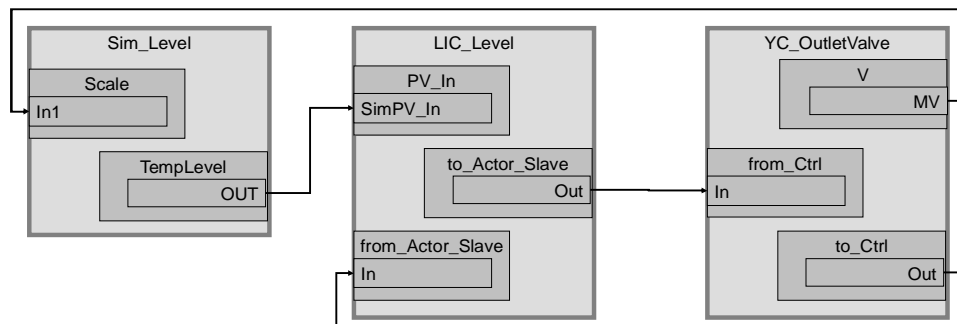 Sim_Level
Scale
In1
TempLevel
OUT
LIC_Level
PV_In
SimPV_In
to_Actor_Slave
Out
from_Actor_Slave
In
YC_OutletValve
V
MV
from_Ctrl
In
to_Ctrl
Out